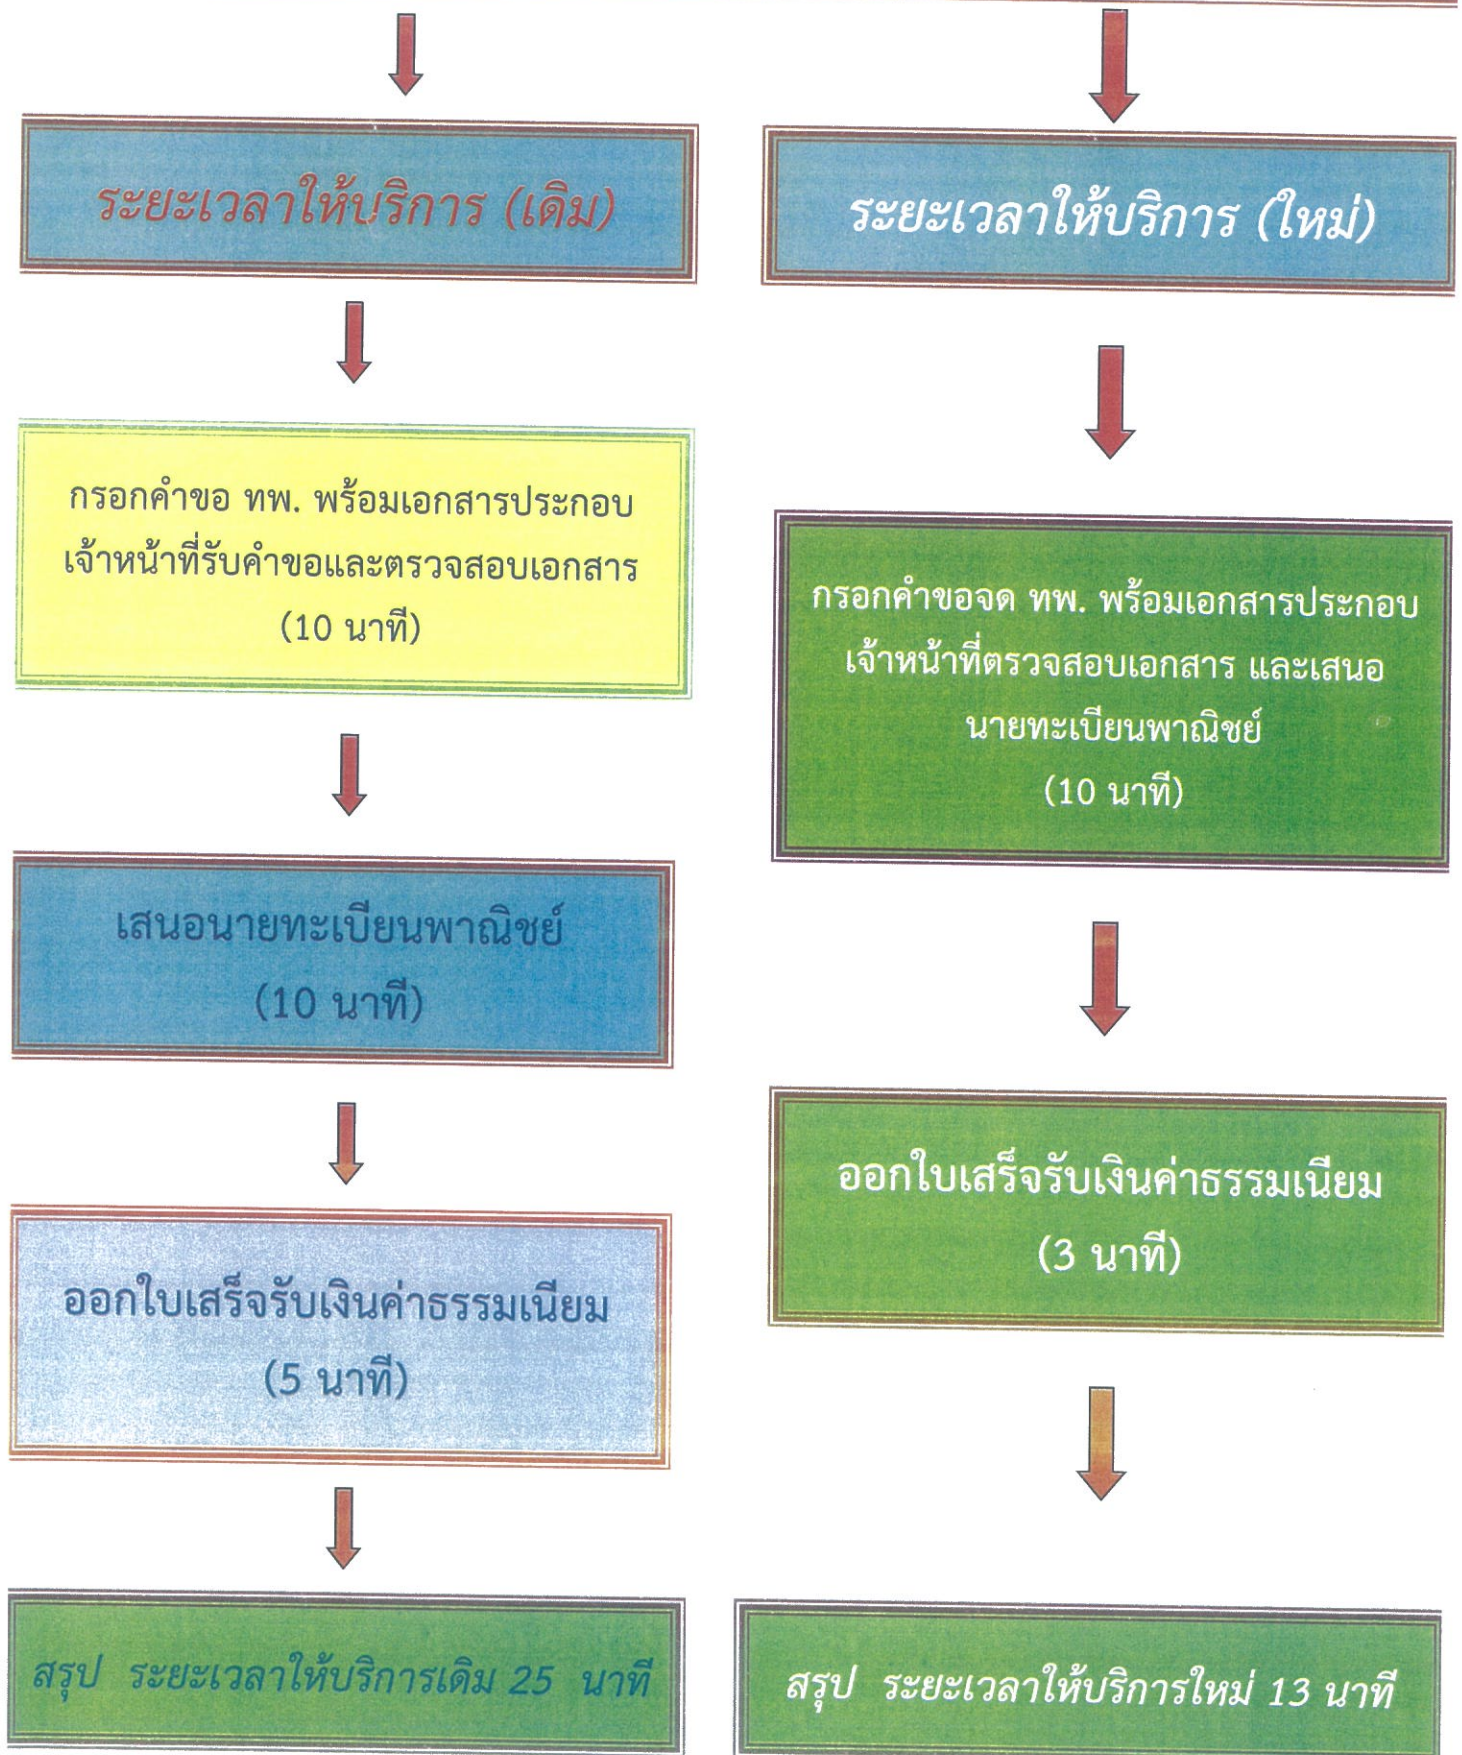 ระยะเวลาให้บริการ (เดิม)
กรอกคำขอ ทพ. พร้อมเอกสารประกอบ
เจ้าหน้าที่รับคำขอและตรวจสอบเอกสาร
(10 นาที)
เสนอนายทะเบียนพาณิชย์
(10 นาที)
ออกใบเสร็จรับเงินค่าธรรมเนียม
(5 นาที)
สรุป ระยะเวลาให้บริการเดิม 25 นาที
ระยะเวลาให้บริการ (ใหม่)
กรอกคำขอจด ทพ. พร้อมเอกสารประกอบ
เจ้าหน้าที่ตรวจสอบเอกสาร และเสนอ
นายทะเบียนพาณิชย์
(10 นาที)
ออกใบเสร็จรับเงินค่าธรรมเนียม
(3 นาที)
สรุป ระยะเวลาให้บริการใหม่ 13 นาที